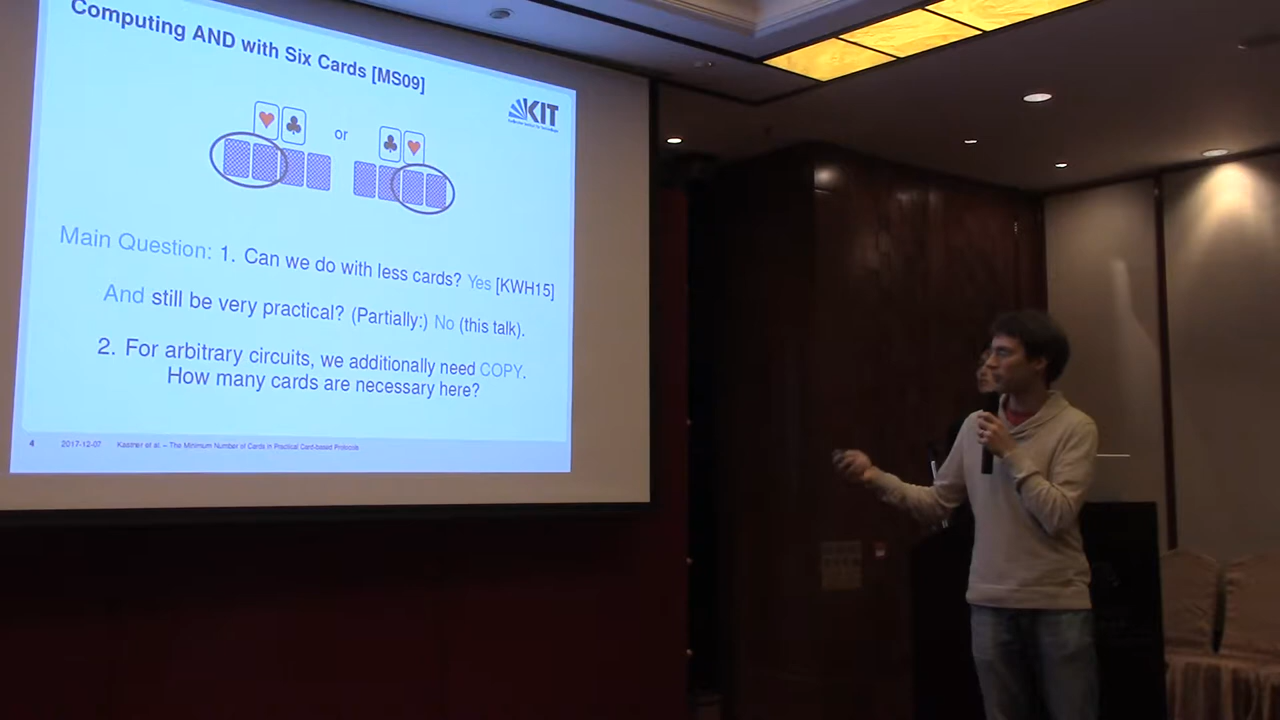 Computing AND with Six Cards [MS09]
KIT
or
Main Question: 1. Can we do with less cards? Yes [KWH15]
And still be very practical? (Partially:) No (this talk).
2. For arbitrary circuits, we additionally need COPY.
How many cards are necessary here?
4 2017-12-07 Kastner et al. – The Minimum Number of Cards in Practical Card-based Protocols